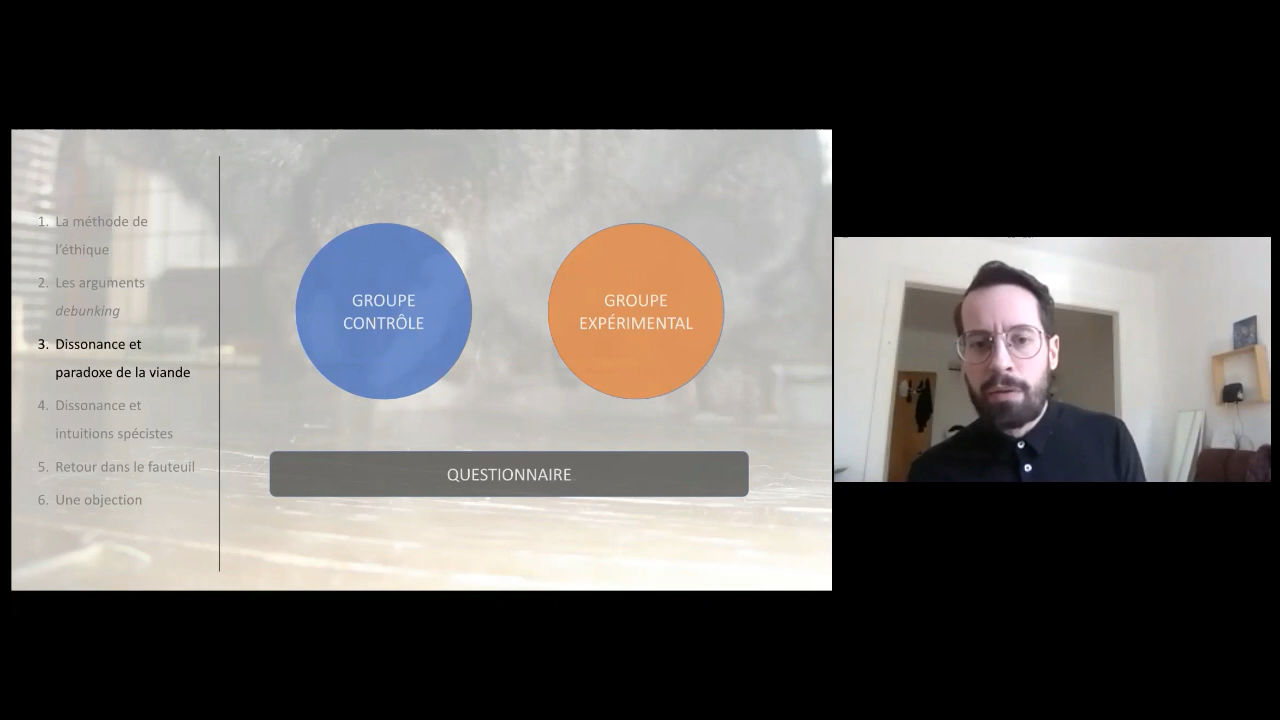 1. La méthode de
l'éthique
2. Les arguments
debunking
3. Dissonance et
paradoxe de la viande
4. Dissonance et
intuitions spécistes
5. Retour dans le fauteuil
6. Une objection
GROUPE
CONTRÔLE
GROUPE
EXPÉRIMENTAL
QUESTIONNAIRE